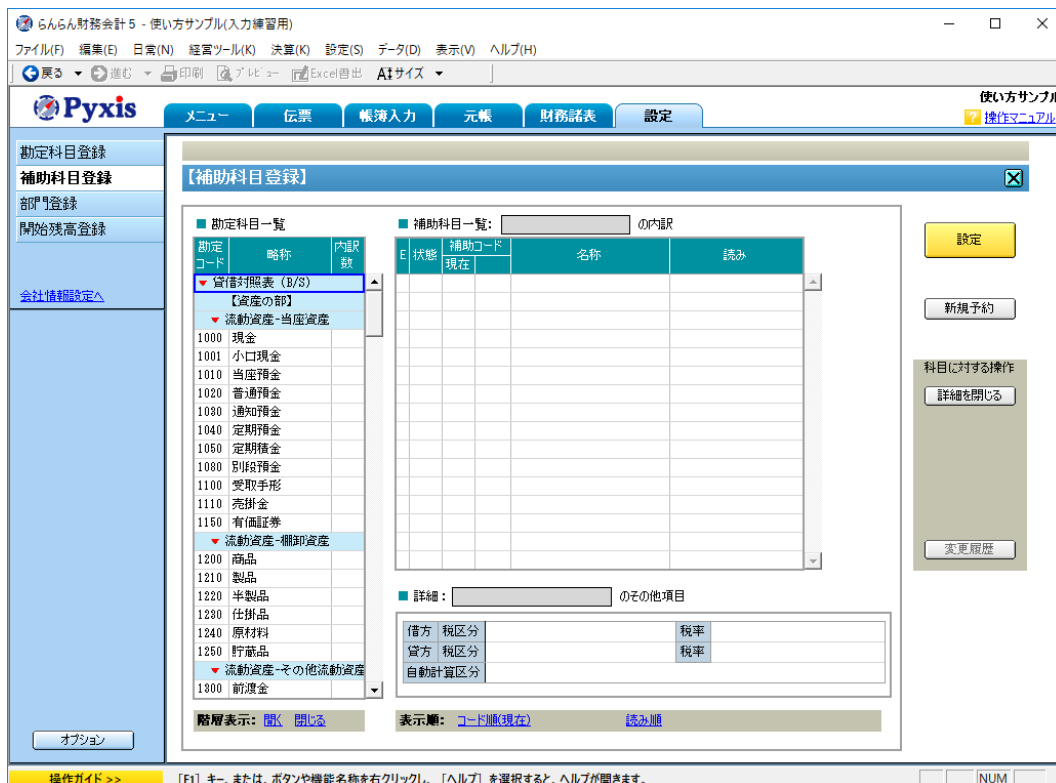 らんらん財務会計５ - 使い方サンプル(入力練習用)
ファイル(F) 編集(E) 日常(N) 経営ツール(K) 決算(K) 設定(S) データ(D) 表示(V) ヘルプ(H)
戻る 進む 印刷 プレビュー Excel書出 サイズ
使い方サンプル
Pyxis メニュー 伝票 帳簿入力 元帳 財務諸表 設定 ? 操作マニュアル
勘定科目登録
補助科目登録
部門登録
開始残高登録
会社情報設定へ
【補助科目登録】
■ 勘定科目一覧 ■ 補助科目一覧: の内訳
勘定コード 略称 内訳数
E 状態 補助コード 現在 名称 読み
▼ 貸借対照表（B/S）
【資産の部】
▼ 流動資産-当座資産
1000 現金
1001 小口現金
1010 当座預金
1020 普通預金
1030 通知預金
1040 定期預金
1050 定期積金
1080 別段預金
1100 受取手形
1110 売掛金
1150 有価証券
▼ 流動資産-棚卸資産
1200 商品
1210 製品
1220 半製品
1230 仕掛品
1240 原材料
1250 貯蔵品
▼ 流動資産-その他流動資産
1300 前渡金
階層表示: 開く 閉じる
■ 詳細: のその他項目
借方 税区分 税率
貸方 税区分 税率
自動計算区分
表示順: コード順(現在) 読み順
設定
新規予約
科目に対する操作
詳細を閉じる
変更履歴
オプション
操作ガイド >> [F1] キー、または、ボタンや機能名称を右クリックし、[ヘルプ] を選択すると、ヘルプが開きます。 NUM